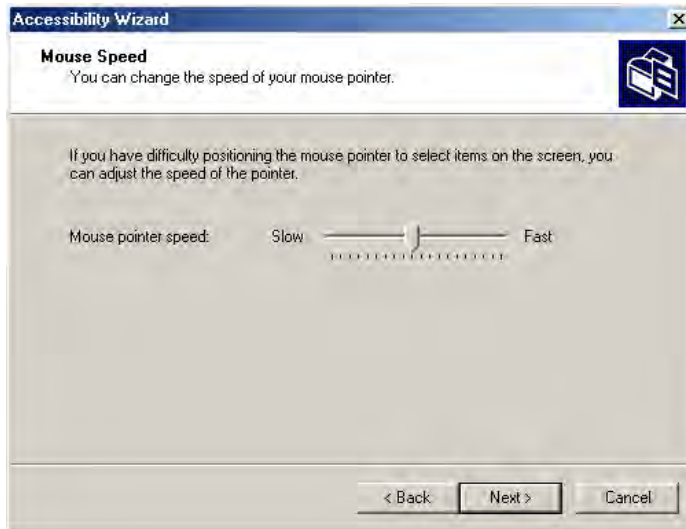 Accessibility Wizard
Mouse Speed
You can change the speed of your mouse pointer.
If you have difficulty positioning the mouse pointer to select items on the screen, you
can adjust the speed of the pointer.
Mouse pointer speed: Slow Fast
< Back Next > Cancel